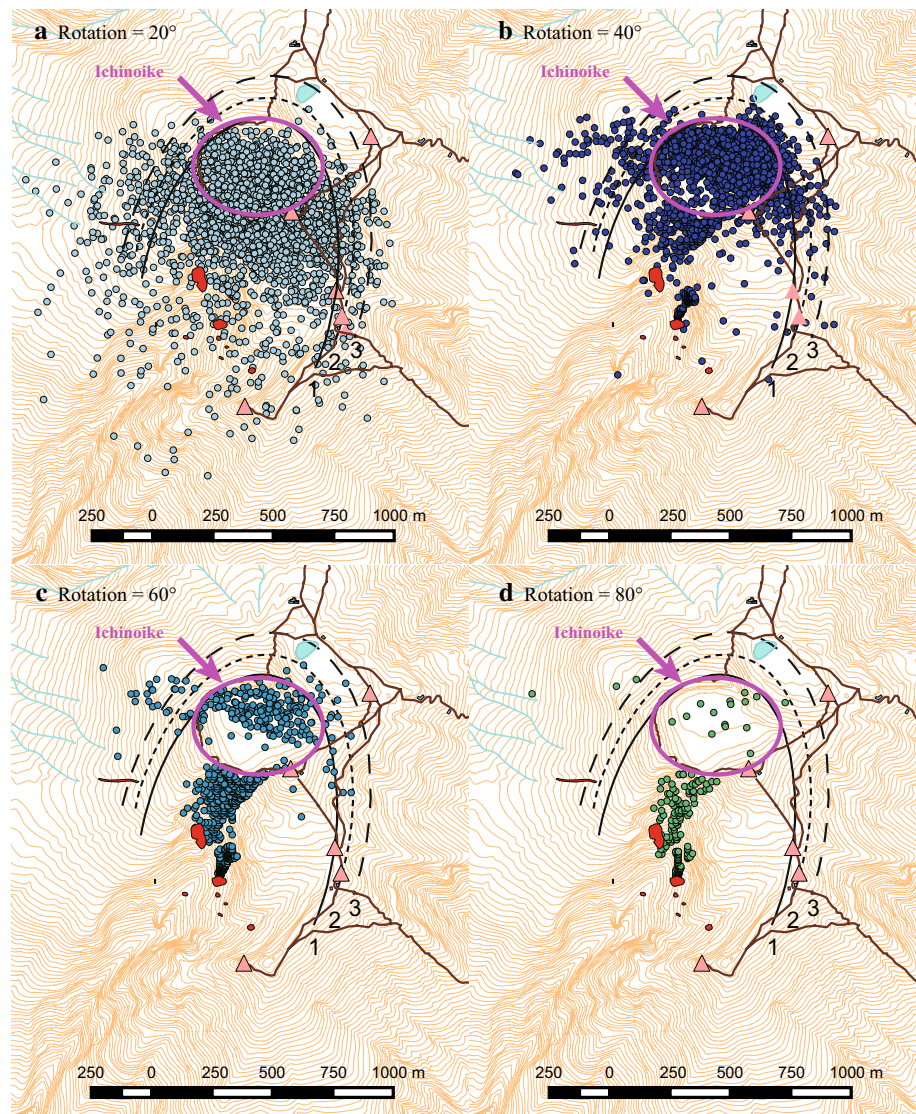 a Rotation = 20°
Ichinoike
1
2
3
250 0 250 500 750 1000 m
b Rotation = 40°
Ichinoike
1
2
3
250 0 250 500 750 1000 m
c Rotation = 60°
Ichinoike
1
2
3
250 0 250 500 750 1000 m
d Rotation = 80°
Ichinoike
1
2
3
250 0 250 500 750 1000 m